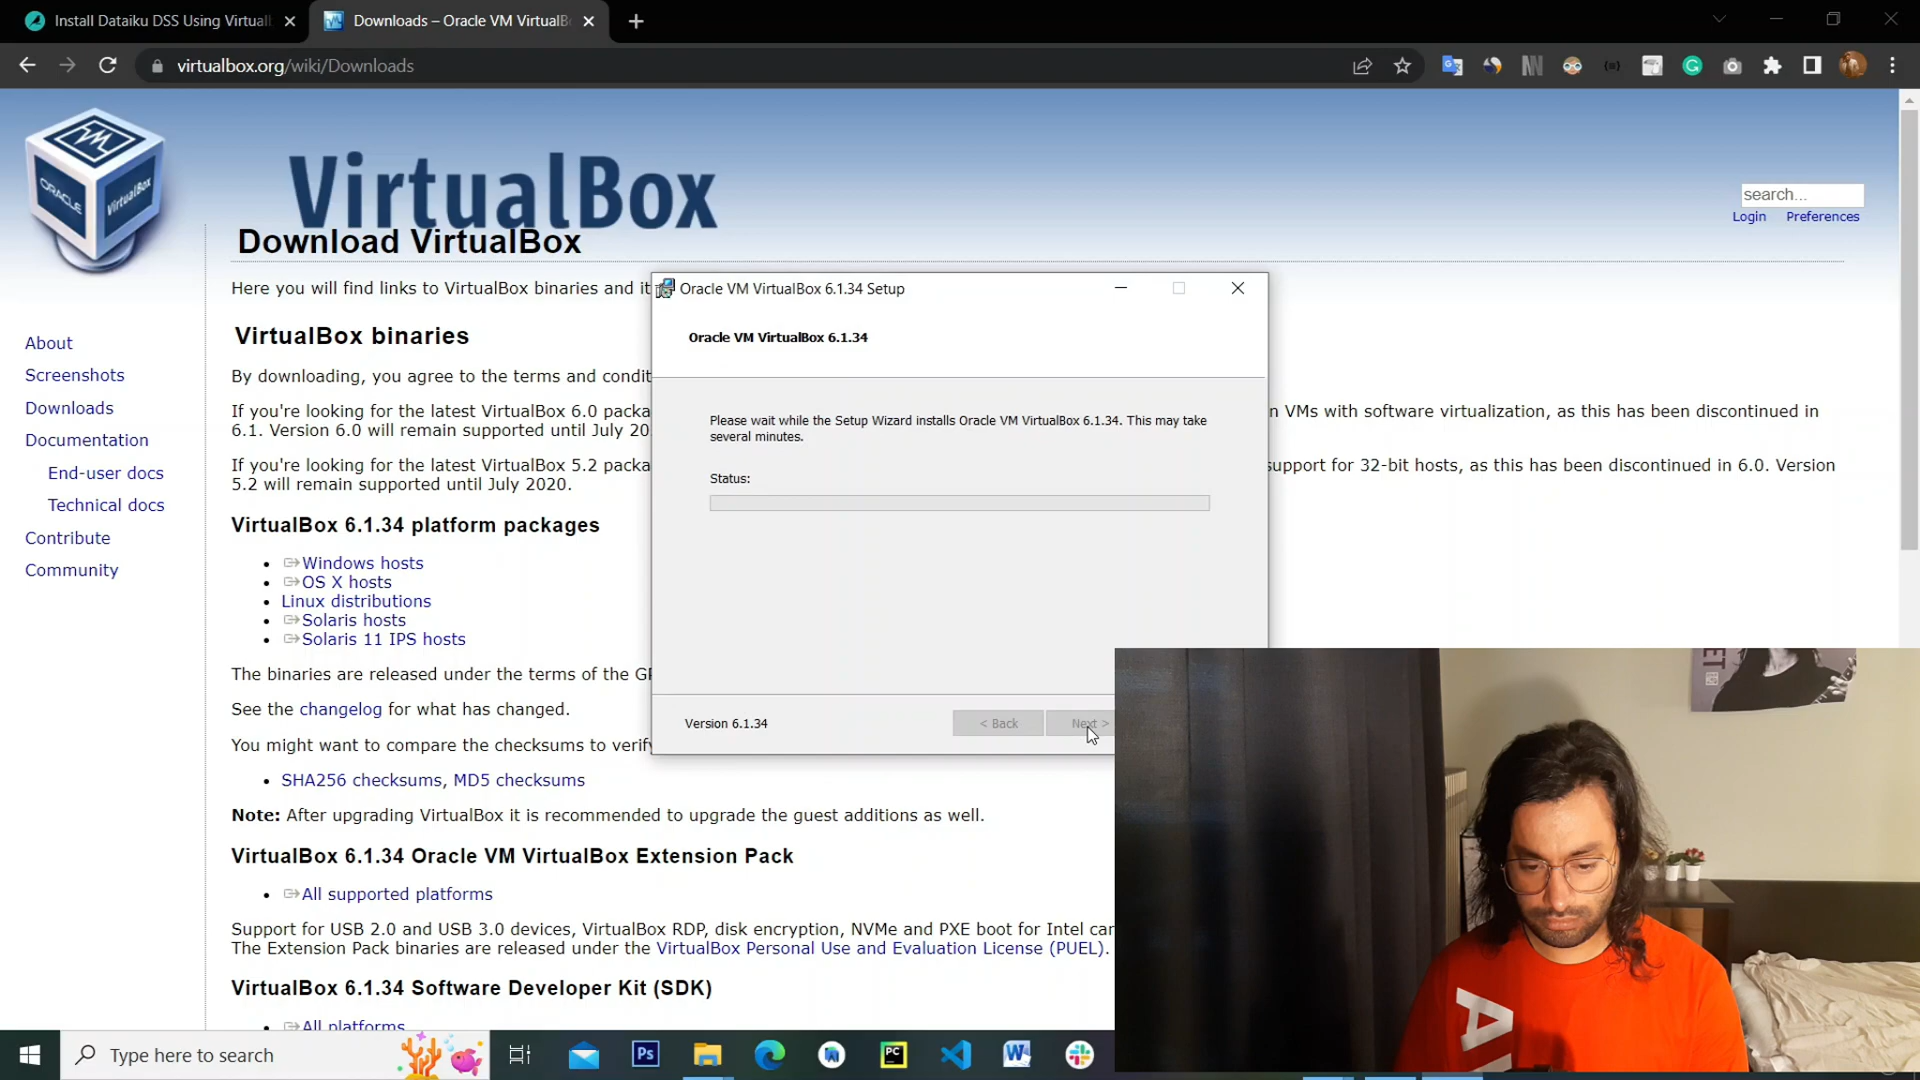 Install Dataiku DSS Using Virtual
Downloads – Oracle VM VirtualB
virtualbox.org/wiki/Downloads
ORACLE
VirtualBox
VirtualBox
search...
Login Preferences
Download VirtualBox
Here you will find links to VirtualBox binaries and it
VirtualBox binaries
By downloading, you agree to the terms and condit
If you're looking for the latest VirtualBox 6.0 packa n VMs with software virtualization, as this has been discontinued in
6.1. Version 6.0 will remain supported until July 20
If you're looking for the latest VirtualBox 5.2 packa support for 32-bit hosts, as this has been discontinued in 6.0. Version
5.2 will remain supported until July 2020.
VirtualBox 6.1.34 platform packages
Windows hosts
OS X hosts
Linux distributions
Solaris hosts
Solaris 11 IPS hosts
The binaries are released under the terms of the GP
See the changelog for what has changed.
You might want to compare the checksums to verify
SHA256 checksums, MD5 checksums
Note: After upgrading VirtualBox it is recommended to upgrade the guest additions as well.
VirtualBox 6.1.34 Oracle VM VirtualBox Extension Pack
All supported platforms
Support for USB 2.0 and USB 3.0 devices, VirtualBox RDP, disk encryption, NVMe and PXE boot for Intel car
The Extension Pack binaries are released under the VirtualBox Personal Use and Evaluation License (PUEL).
VirtualBox 6.1.34 Software Developer Kit (SDK)
All platforms
About
Screenshots
Downloads
Documentation
End-user docs
Technical docs
Contribute
Community
Oracle VM VirtualBox 6.1.34 Setup
Oracle VM VirtualBox 6.1.34
Please wait while the Setup Wizard installs Oracle VM VirtualBox 6.1.34. This may take
several minutes.
Status:
Version 6.1.34
< Back Next >
ET
A
Type here to search
Ps
PC
W